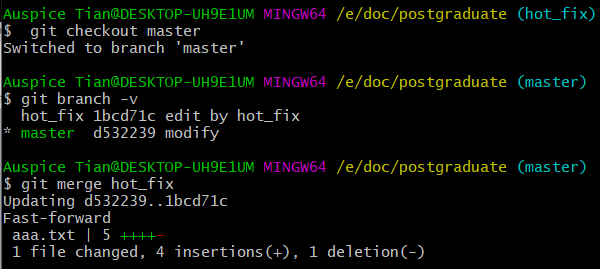 Auspice Tian@DESKTOP-UH9E1UM MINGW64 /e/doc/postgraduate (hot_fix)
$  git checkout master
Switched to branch 'master'
Auspice Tian@DESKTOP-UH9E1UM MINGW64 /e/doc/postgraduate (master)
$ git branch -v
  hot_fix 1bcd71c edit by hot_fix
* master  d532239 modify
Auspice Tian@DESKTOP-UH9E1UM MINGW64 /e/doc/postgraduate (master)
$ git merge hot_fix
Updating d532239..1bcd71c
Fast-forward
 aaa.txt | 5 ++++-
 1 file changed, 4 insertions(+), 1 deletion(-)